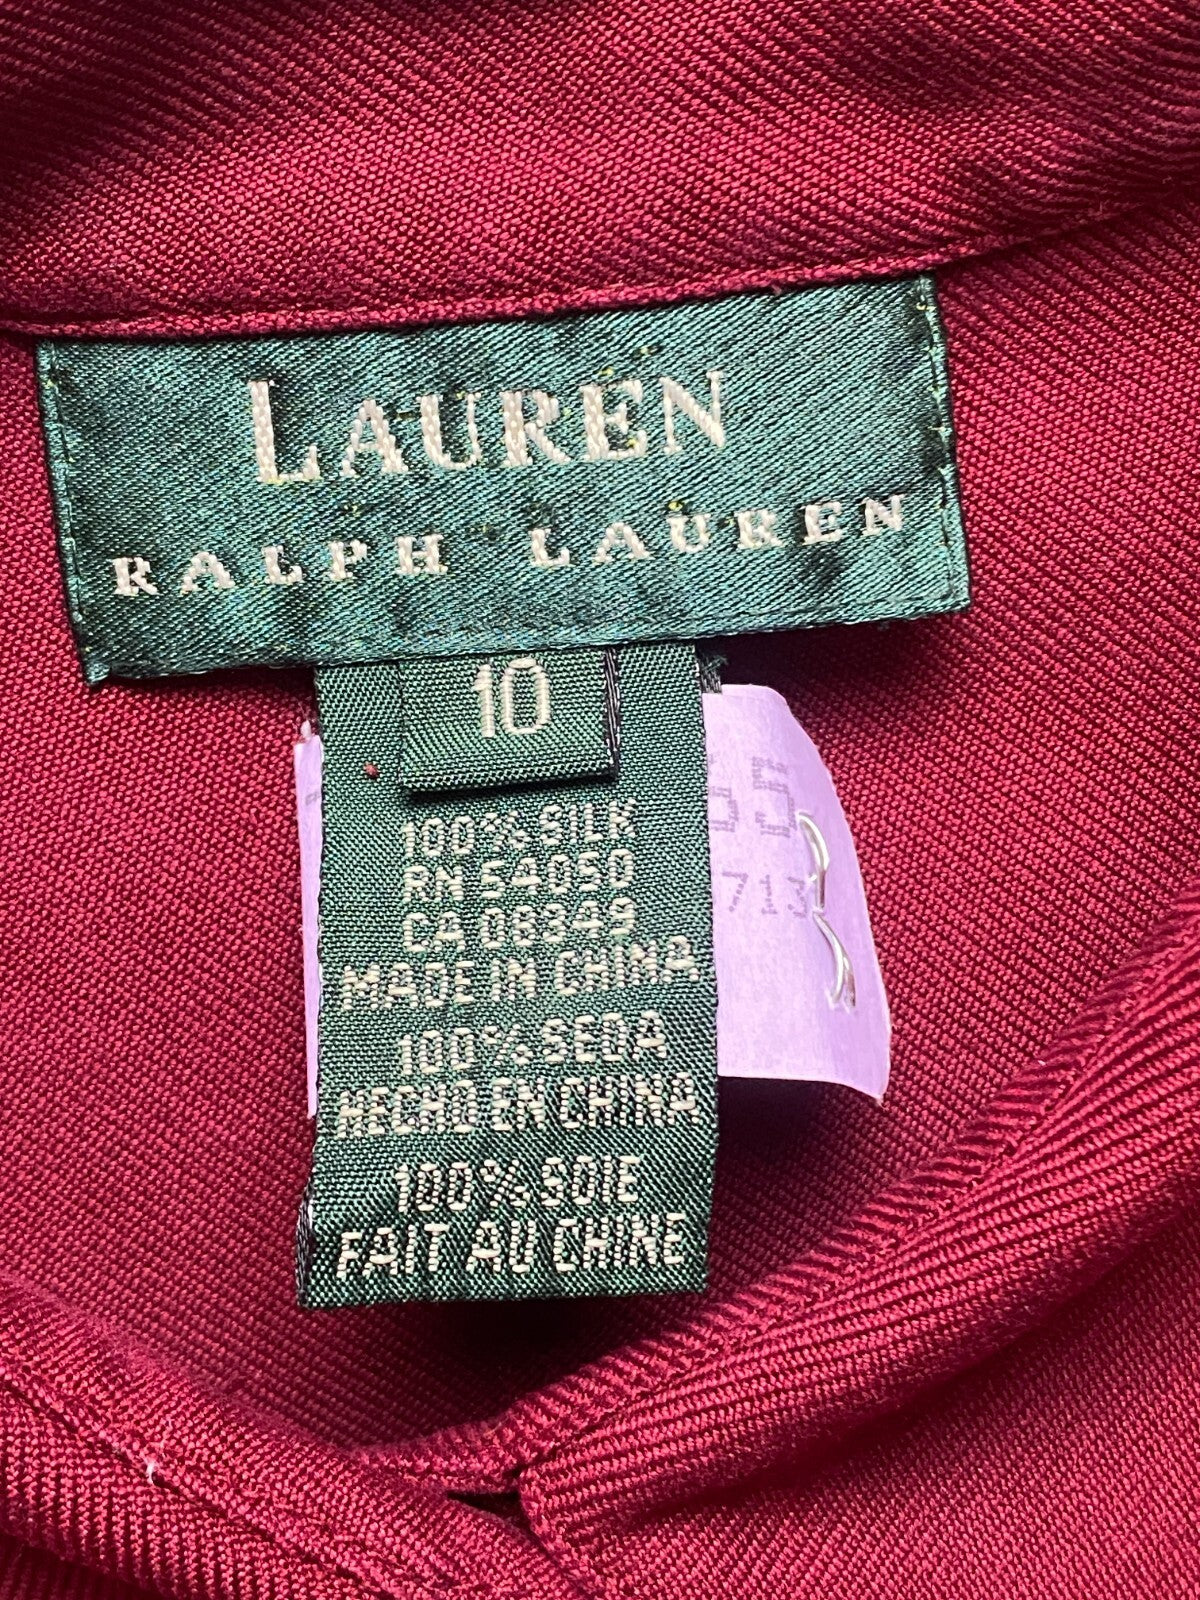 LAUREN
RALPH LAUREN
10
100% SILK
RN 54050
CA 06849
MADE IN CHINA
100% SEDA
HECHO EN CHINA
100% SOIE
FAIT AU CHINE